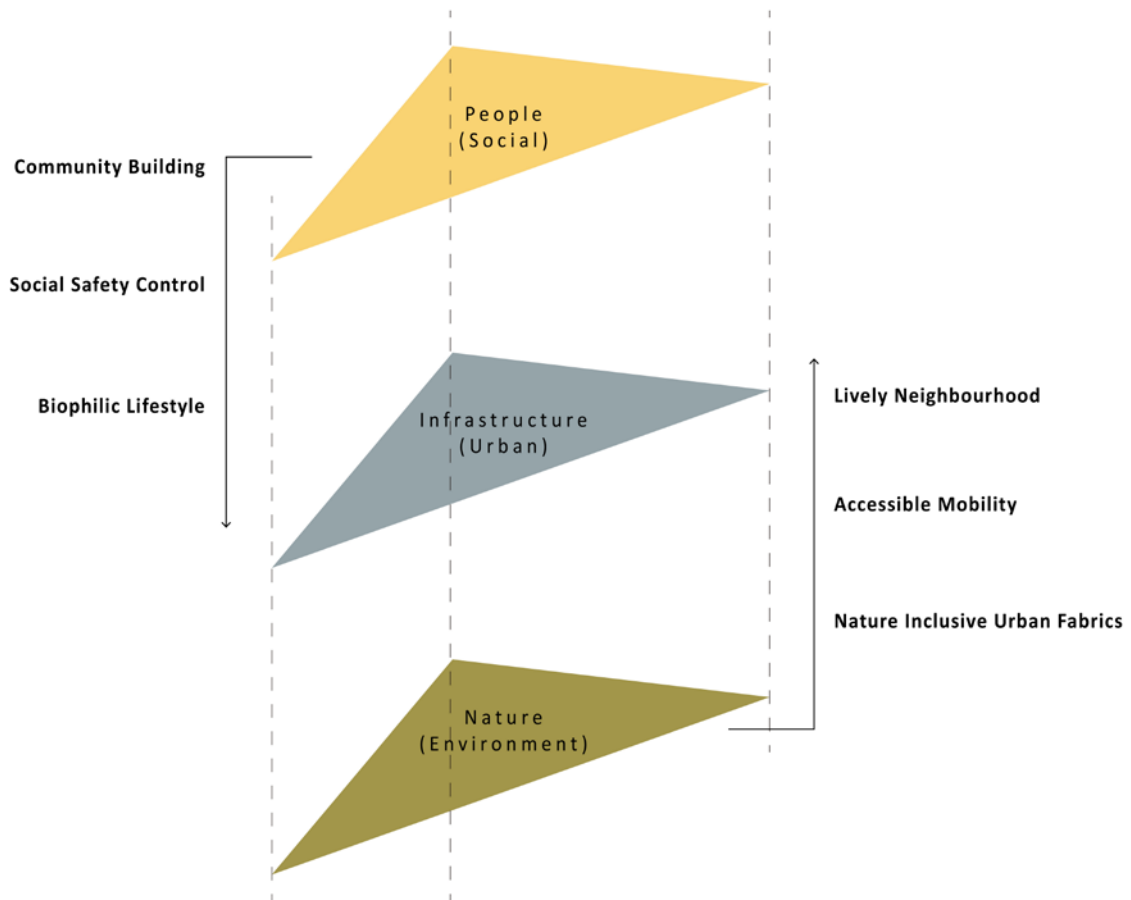 People
(Social)
Community Building
Social Safety Control
Biophilic Lifestyle
Infrastructure
(Urban)
Lively Neighbourhood
Accessible Mobility
Nature Inclusive Urban Fabrics
Nature
(Environment)